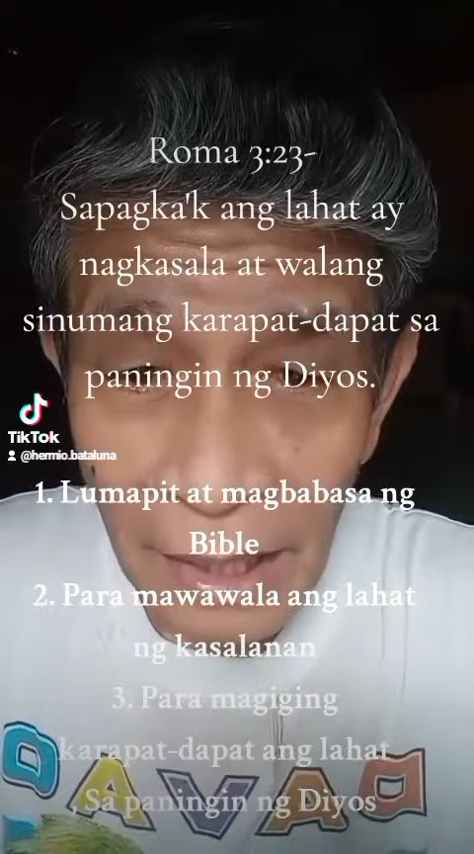 Roma 3:23-
Sapagka'k ang lahat ay
nagkasala at walang
sinumang karapat-dapat sa
paningin ng Diyos.
TikTok
@hermio.bataluna
1. Lumapit at magbabasa ng
Bible
2. Para mawawala ang lahat
ng kasalanan
3. Para magiging
karapat-dapat ang lahat
Sa paningin ng Diyos
DAVAO